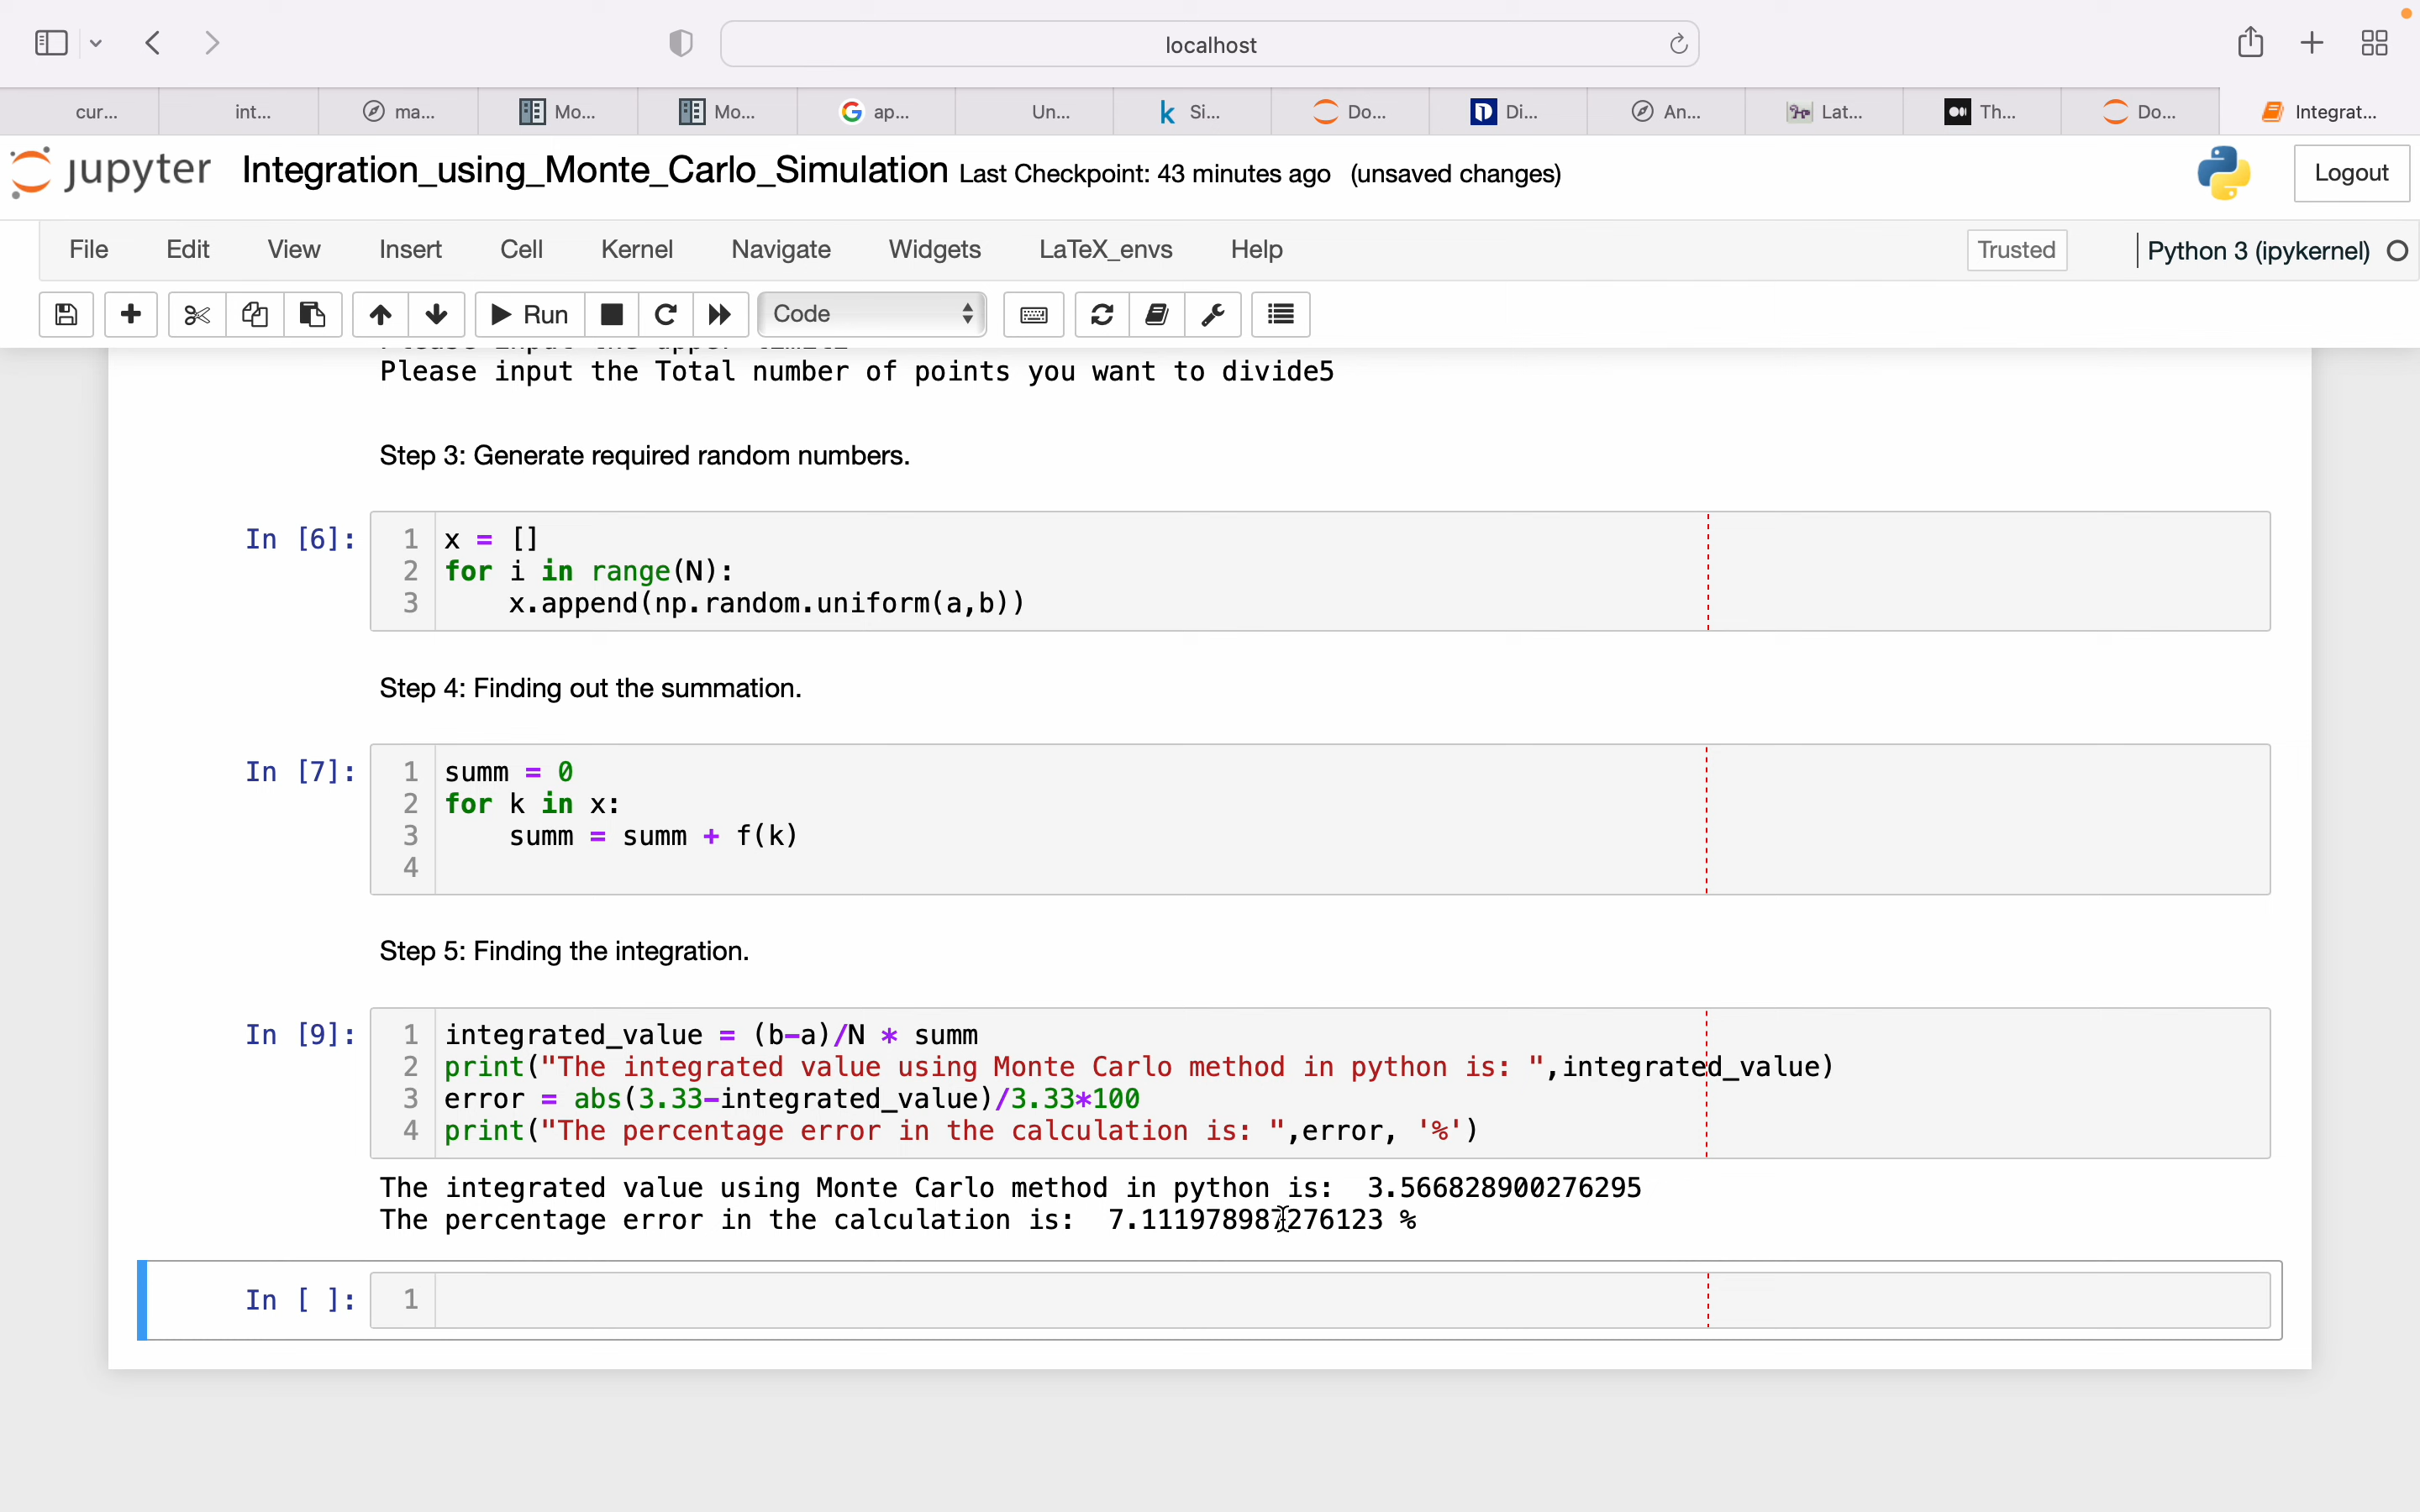 localhost
cur...
int...
ma...
Mo...
Mo...
ap...
Un...
Si...
Do...
Di...
An...
Lat...
Th...
Do...
Integrat...
jupyter Integration_using_Monte_Carlo_Simulation Last Checkpoint: 43 minutes ago (unsaved changes)
Logout
File Edit View Insert Cell Kernel Navigate Widgets LaTeX_envs Help
Trusted
Python 3 (ipykernel)
Run
Code
Please input the Total number of points you want to divide5
Step 3: Generate required random numbers.
In [6]:
1 x = []
2 for i in range(N):
3 x.append(np.random.uniform(a,b))
Step 4: Finding out the summation.
In [7]:
1 summ = 0
2 for k in x:
3 summ = summ + f(k)
4
Step 5: Finding the integration.
In [9]:
1 integrated_value = (b-a)/N * summ
2 print("The integrated value using Monte Carlo method in python is: ",integrated_value)
3 error = abs(3.33-integrated_value)/3.33*100
4 print("The percentage error in the calculation is: ",error, '%')
The integrated value using Monte Carlo method in python is:  3.566828900276295
The percentage error in the calculation is:  7.111978987276123 %
In [ ]:
1